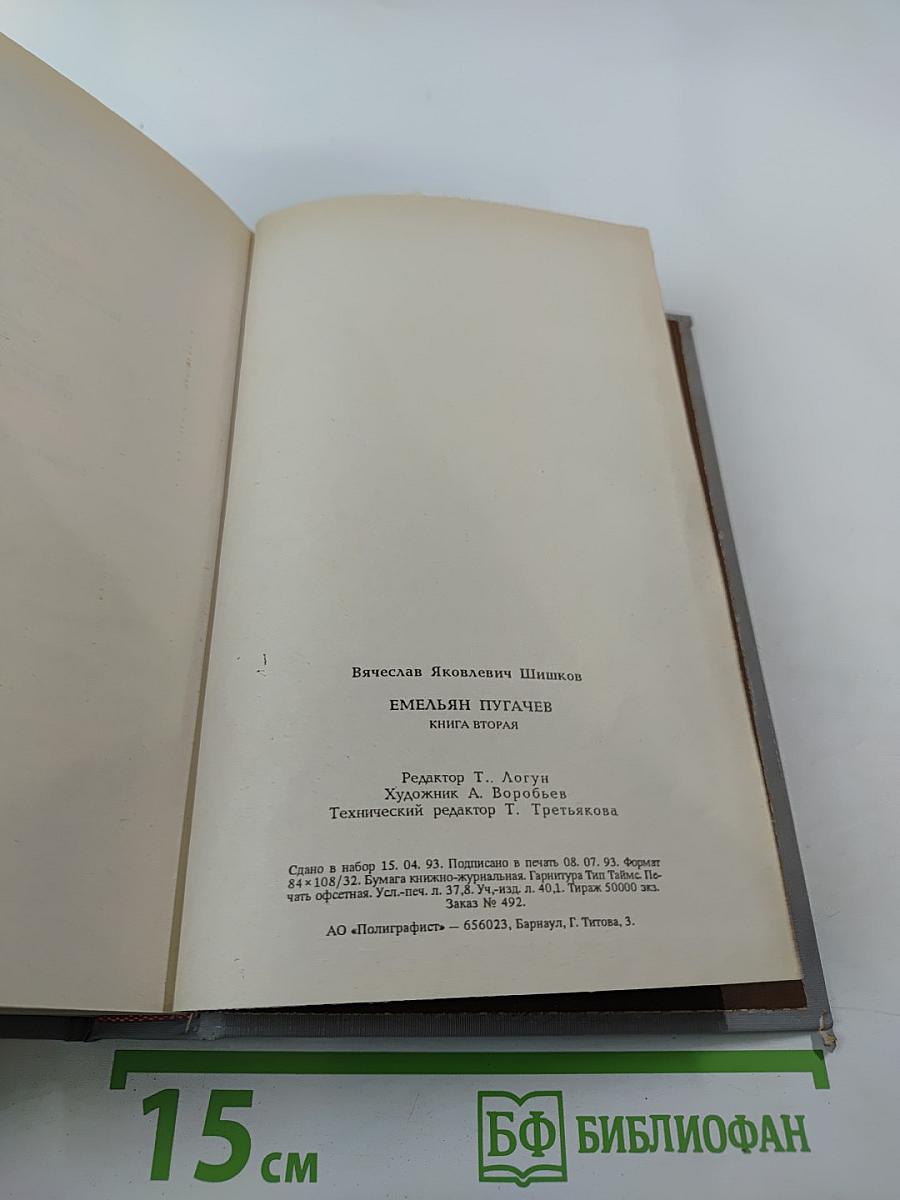 Вячеслав Яковлевич Шишков
ЕМЕЛЬЯН ПУГАЧЕВ
КНИГА ВТОРАЯ
Редактор Т.. Логун
Художник А. Воробьев
Технический редактор Т. Третьякова
Сдано в набор 15. 04. 93. Подписано в печать 08. 07. 93. Формат
84×108/32. Бумага книжно-журнальная. Гарнитура Тип Таймс. Пе-
чать офсетная. Усл.-печ. л. 37,8. Уч,-изд. л. 40,1. Тираж 50000 экз.
Заказ № 492.
АО «Полиграфист» — 656023, Барнаул, Г. Титова, 3.
15 см
БФ БИБЛИОФАН